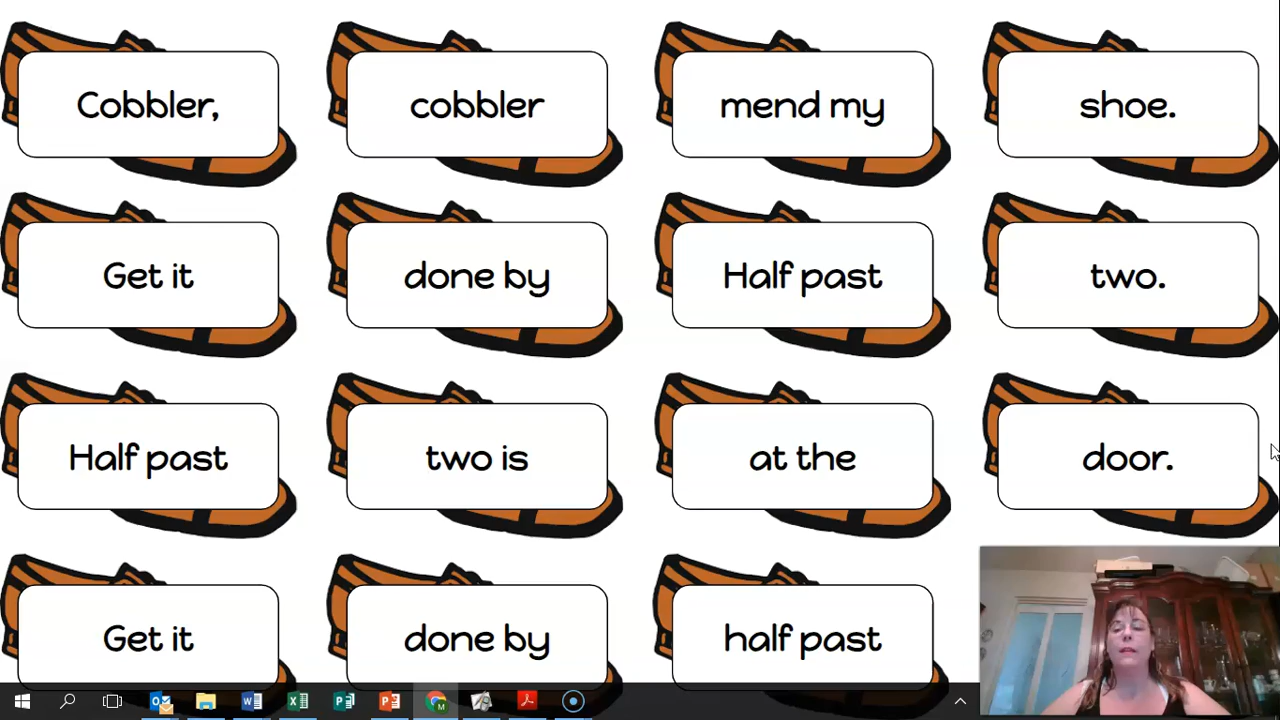 Cobbler, cobbler mend my shoe.
Get it done by Half past two.
Half past two is at the door.
Get it done by half past